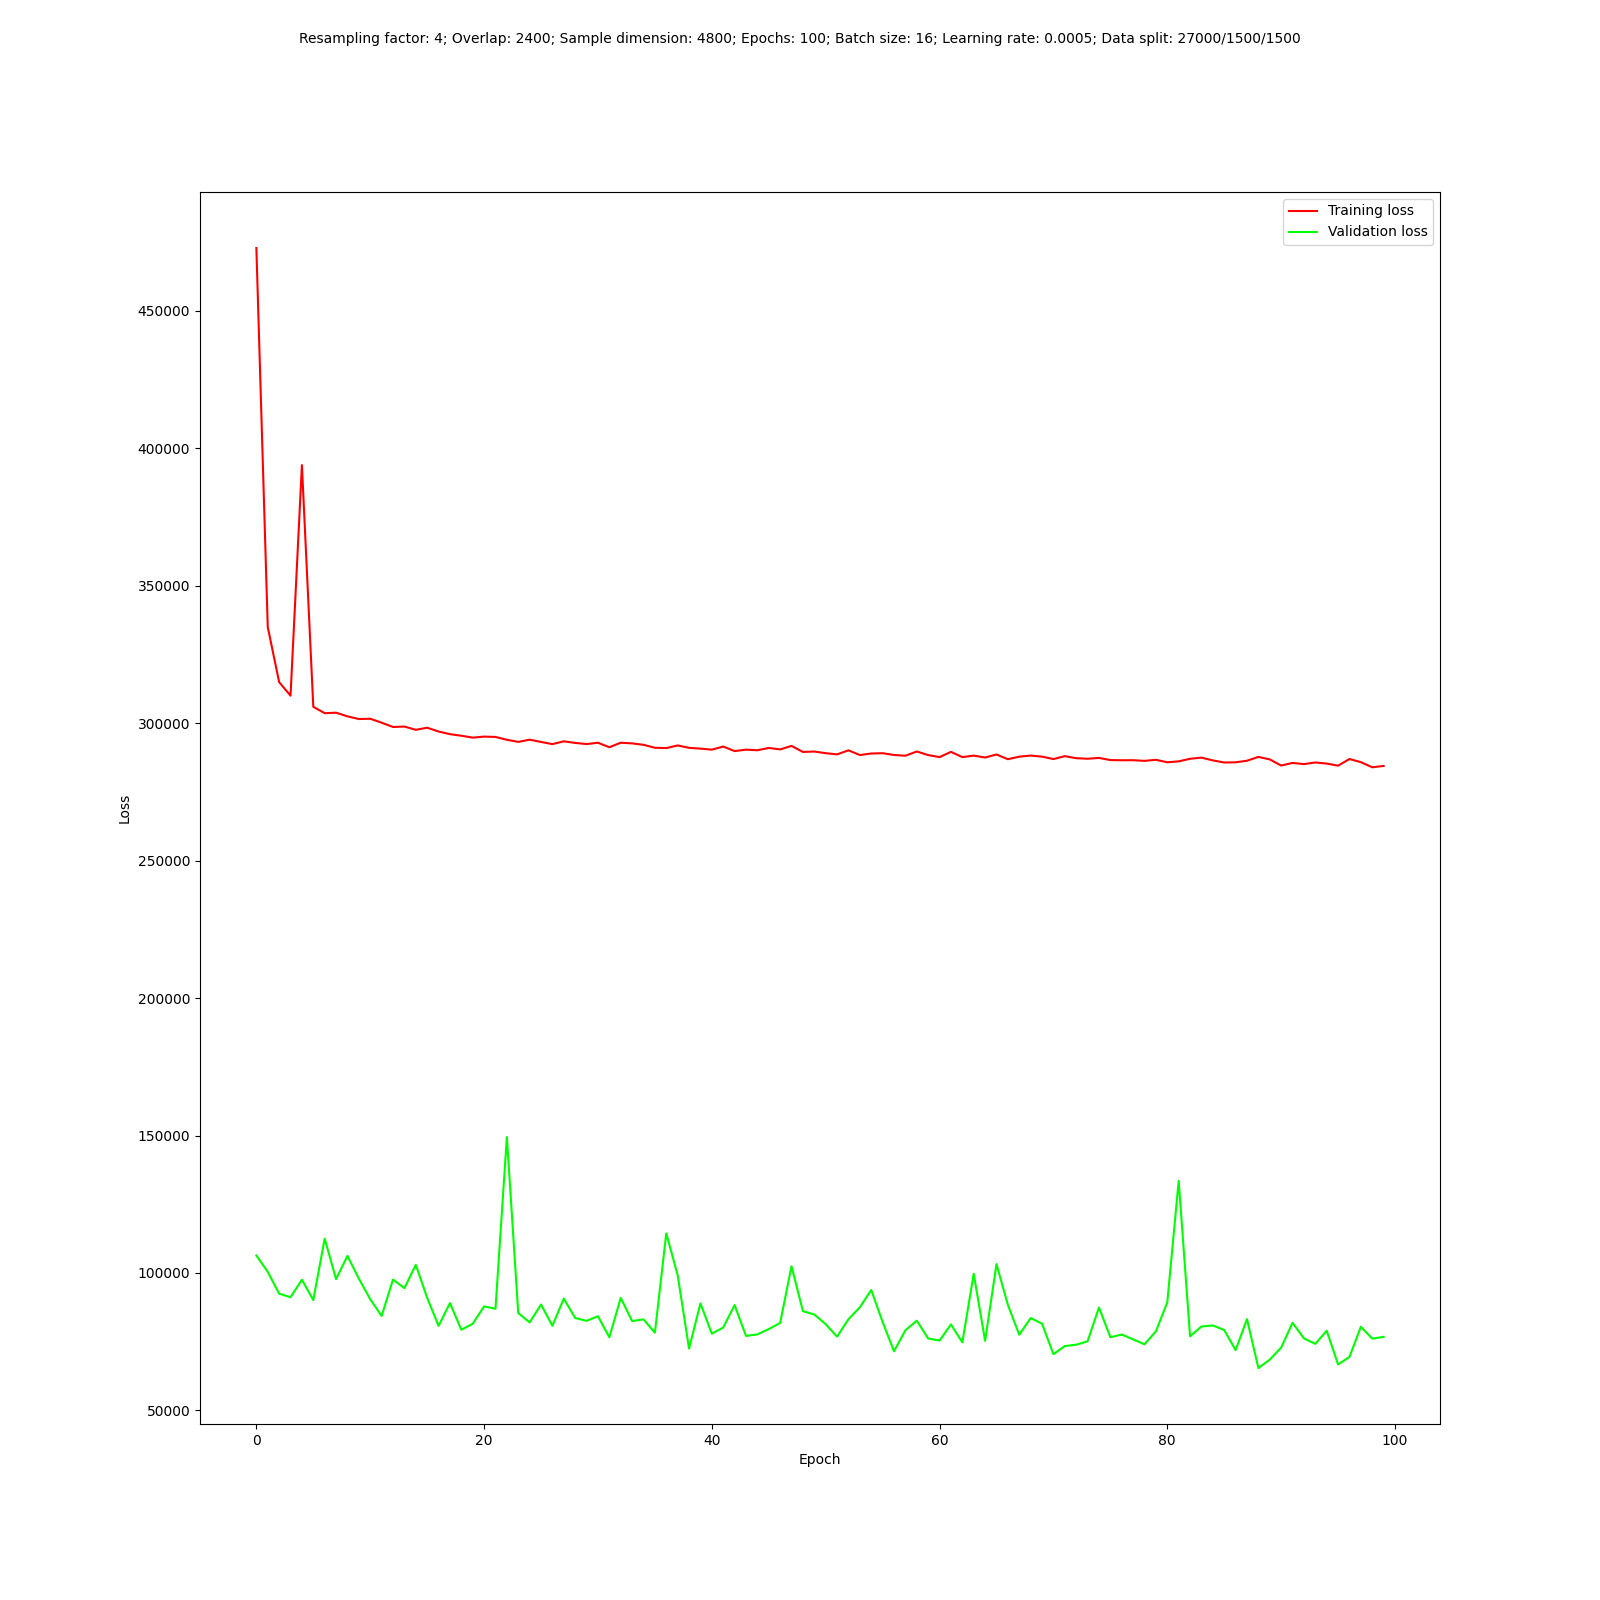 Resampling factor: 4; Overlap: 2400; Sample dimension: 4800; Epochs: 100; Batch size: 16; Learning rate: 0.0005; Data split: 27000/1500/1500
Training loss
Validation loss
450000
400000
350000
300000
250000
200000
150000
100000
50000
Loss
0 20 40 60 80 100
Epoch